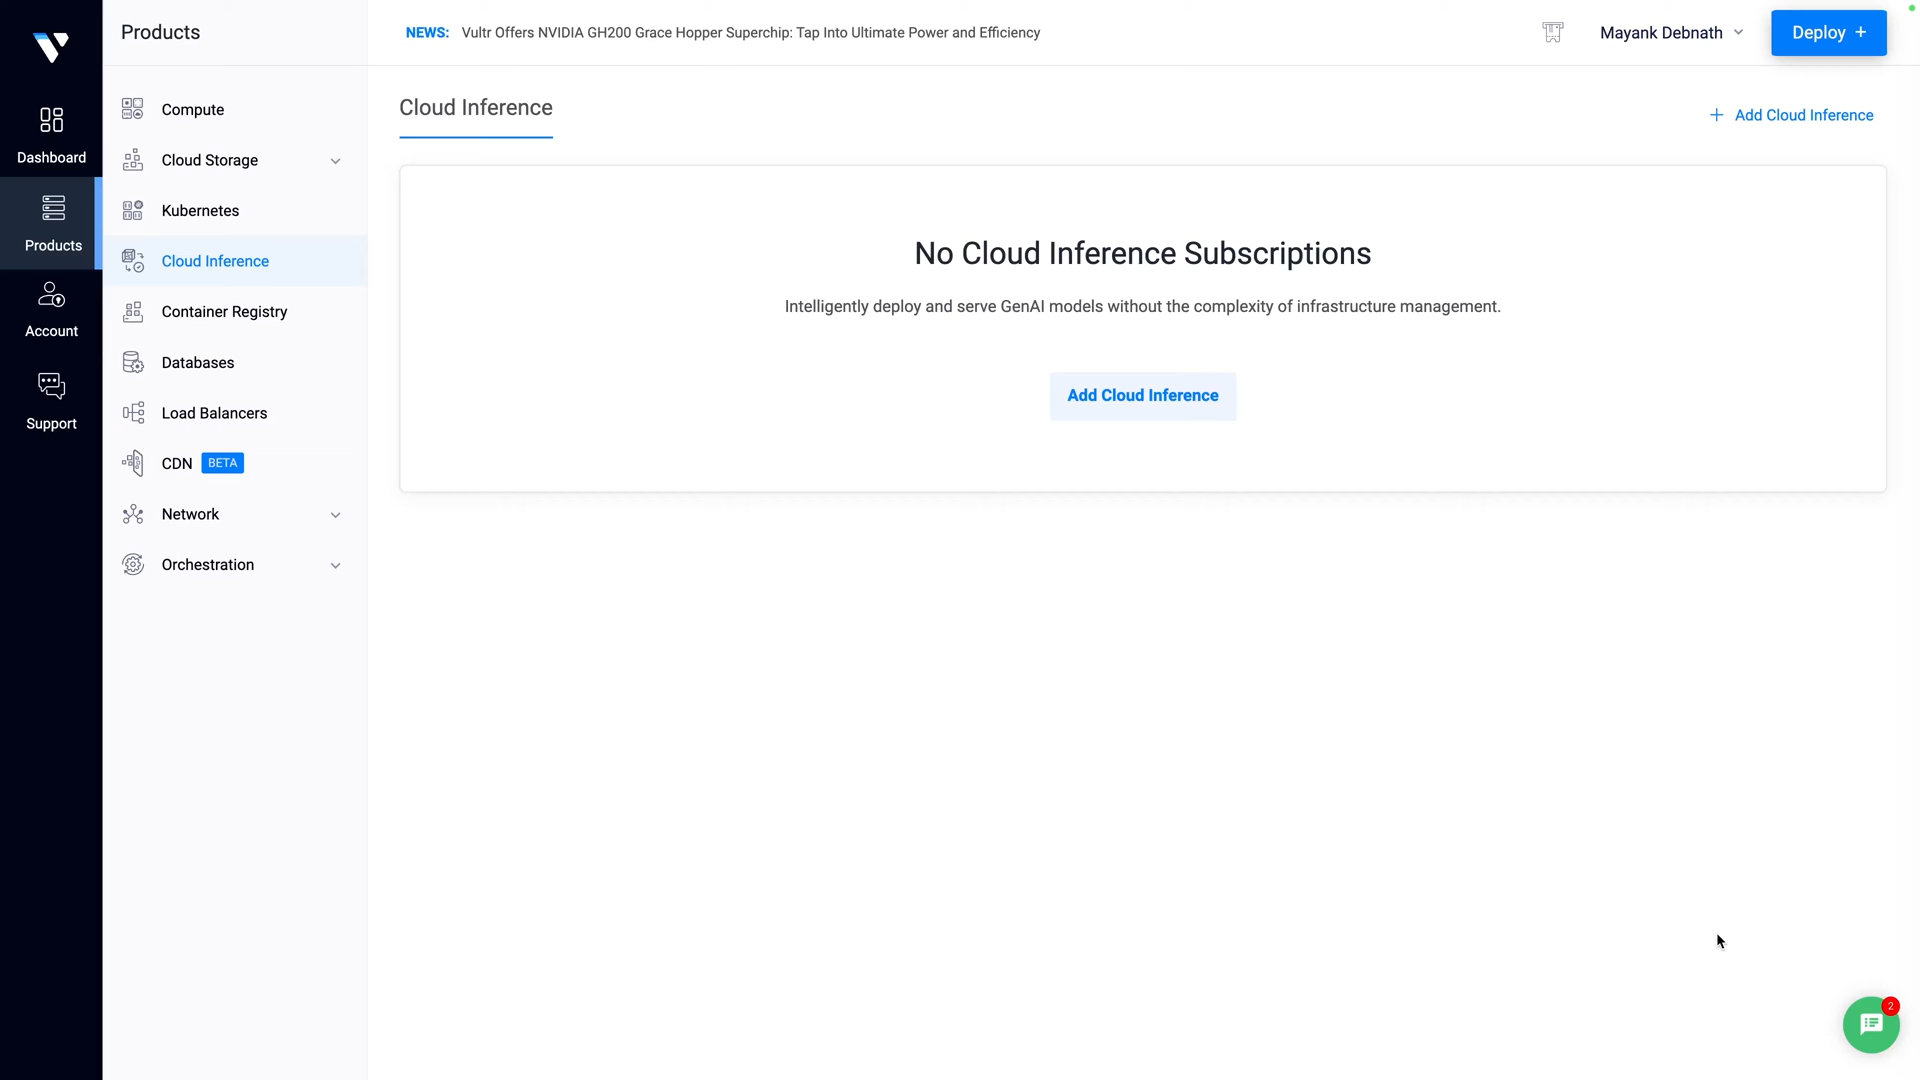 Products
NEWS: Vultr Offers NVIDIA GH200 Grace Hopper Superchip: Tap Into Ultimate Power and Efficiency
Mayank Debnath
Deploy +
Dashboard
Products
Account
Support
Compute
Cloud Storage
Kubernetes
Cloud Inference
Container Registry
Databases
Load Balancers
CDN BETA
Network
Orchestration
Cloud Inference
+ Add Cloud Inference
No Cloud Inference Subscriptions
Intelligently deploy and serve GenAI models without the complexity of infrastructure management.
Add Cloud Inference
2